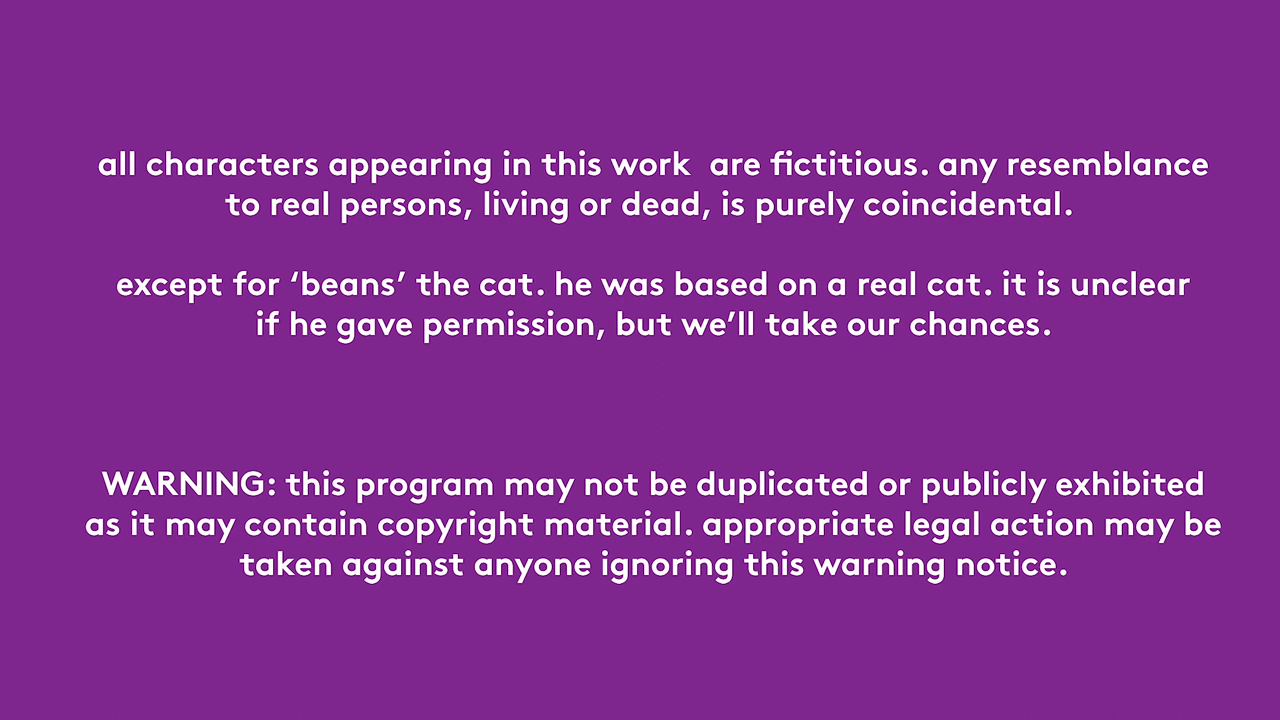 all characters appearing in this work  are fictitious. any resemblance
to real persons, living or dead, is purely coincidental.
except for ‘beans’ the cat. he was based on a real cat. it is unclear
if he gave permission, but we’ll take our chances.
WARNING: this program may not be duplicated or publicly exhibited
as it may contain copyright material. appropriate legal action may be
taken against anyone ignoring this warning notice.